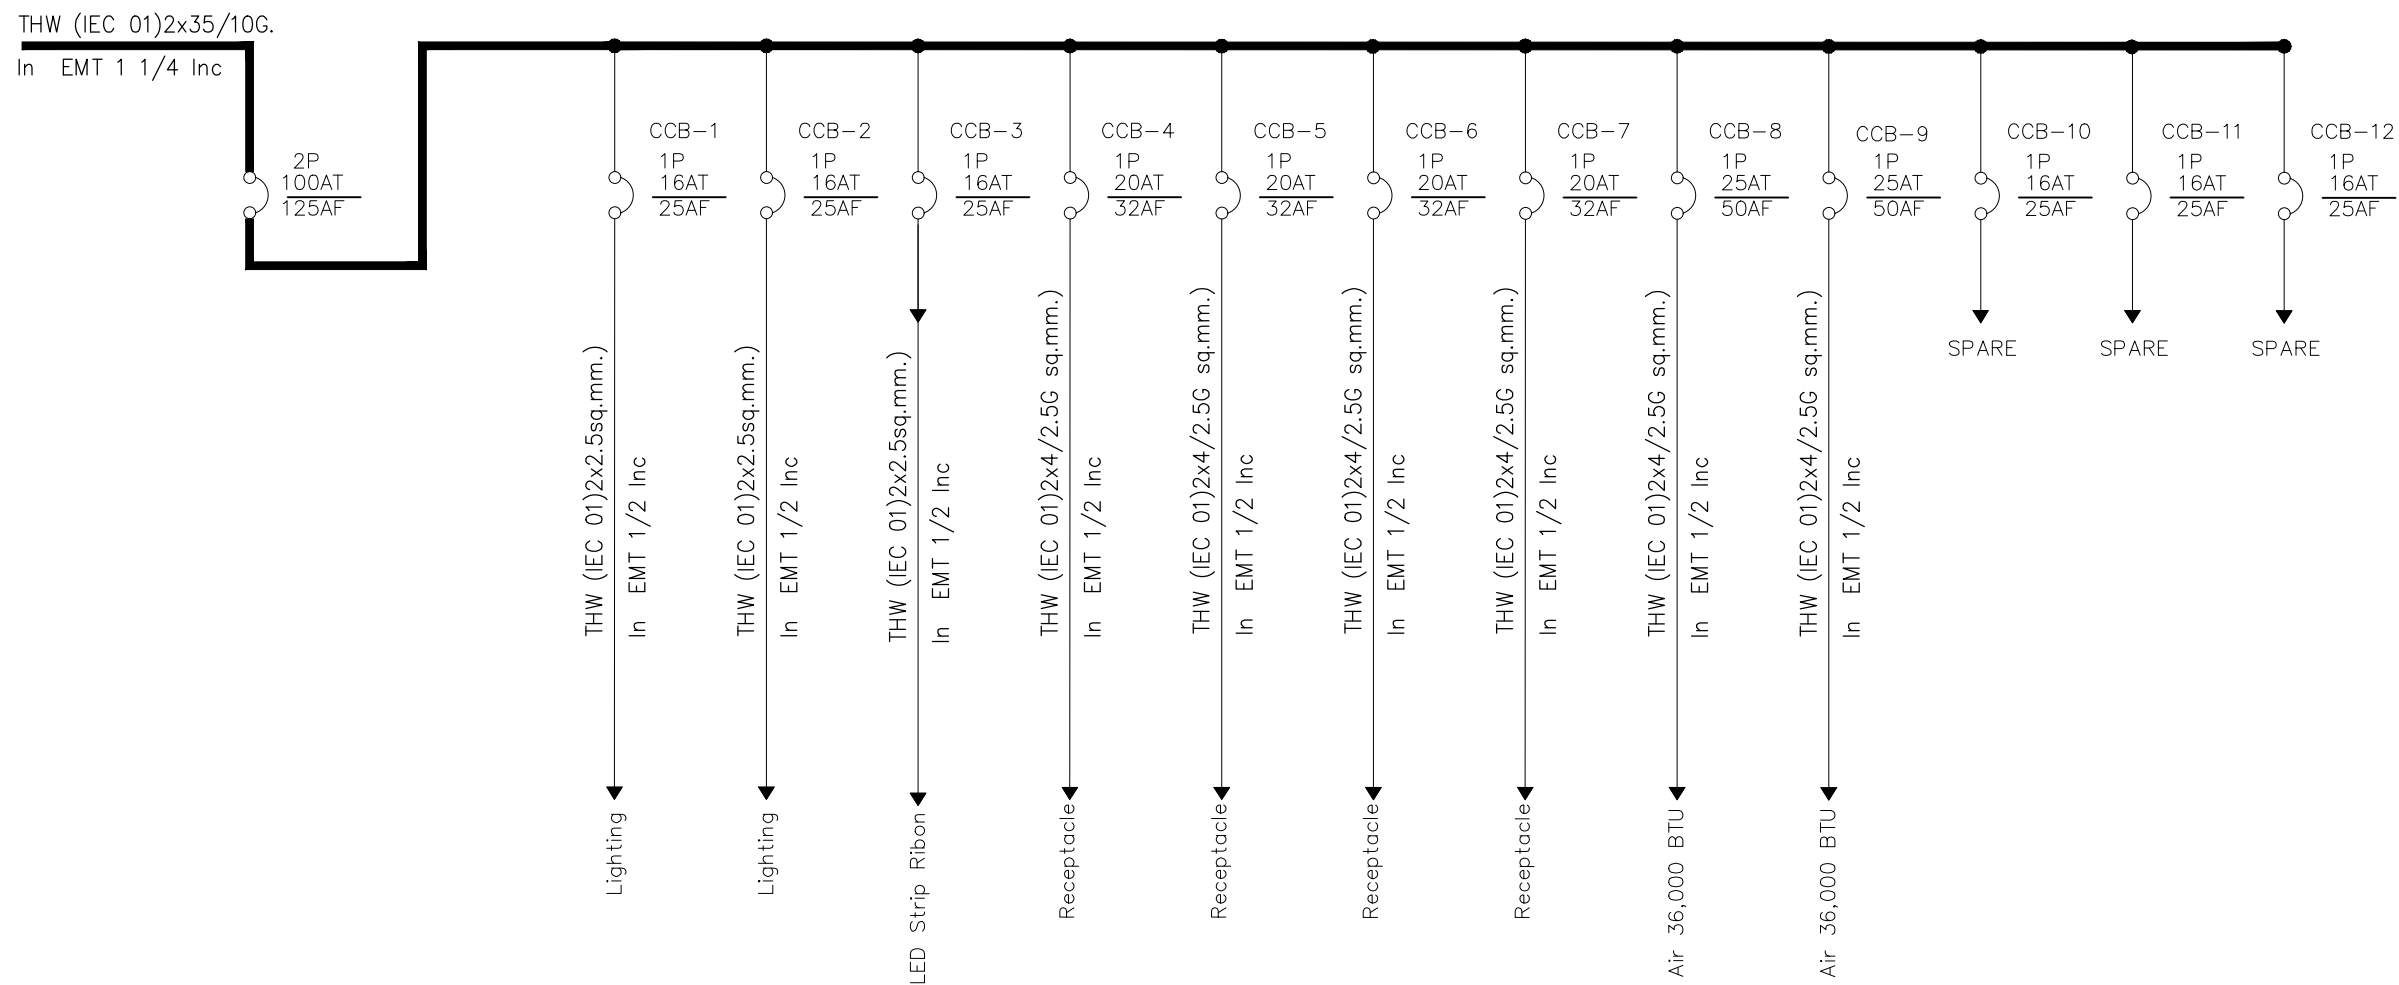 THW (IEC 01)2x35/10G.
In EMT 1 1/4 Inc
2P
100AT
125AF
CCB-1
1P
16AT
25AF
THW (IEC 01)2x2.5sq.mm.)
In EMT 1/2 Inc
Lighting
CCB-2
1P
16AT
25AF
THW (IEC 01)2x2.5sq.mm.)
In EMT 1/2 Inc
Lighting
CCB-3
1P
16AT
25AF
THW (IEC 01)2x2.5sq.mm.)
In EMT 1/2 Inc
LED Strip Ribon
CCB-4
1P
20AT
32AF
THW (IEC 01)2x4/2.5G sq.mm.)
In EMT 1/2 Inc
Receptacle
CCB-5
1P
20AT
32AF
THW (IEC 01)2x4/2.5G sq.mm.)
In EMT 1/2 Inc
Receptacle
CCB-6
1P
20AT
32AF
THW (IEC 01)2x4/2.5G sq.mm.)
In EMT 1/2 Inc
Receptacle
CCB-7
1P
20AT
32AF
THW (IEC 01)2x4/2.5G sq.mm.)
In EMT 1/2 Inc
Receptacle
CCB-8
1P
25AT
50AF
THW (IEC 01)2x4/2.5G sq.mm.)
In EMT 1/2 Inc
Air 36,000 BTU
CCB-9
1P
25AT
50AF
THW (IEC 01)2x4/2.5G sq.mm.)
In EMT 1/2 Inc
Air 36,000 BTU
CCB-10
1P
16AT
25AF
SPARE
CCB-11
1P
16AT
25AF
SPARE
CCB-12
1P
16AT
25AF
SPARE